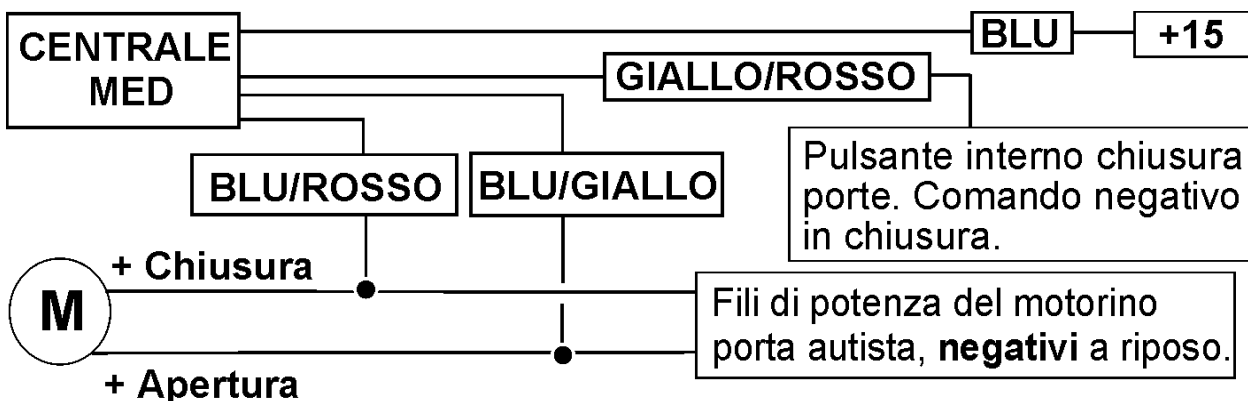 CENTRALE
MED
BLU
+15
GIALLO/ROSSO
BLU/ROSSO
BLU/GIALLO
Pulsante interno chiusura
porte. Comando negativo
in chiusura.
+ Chiusura
M
Fili di potenza del motorino
porta autista, negativi a riposo.
+ Apertura